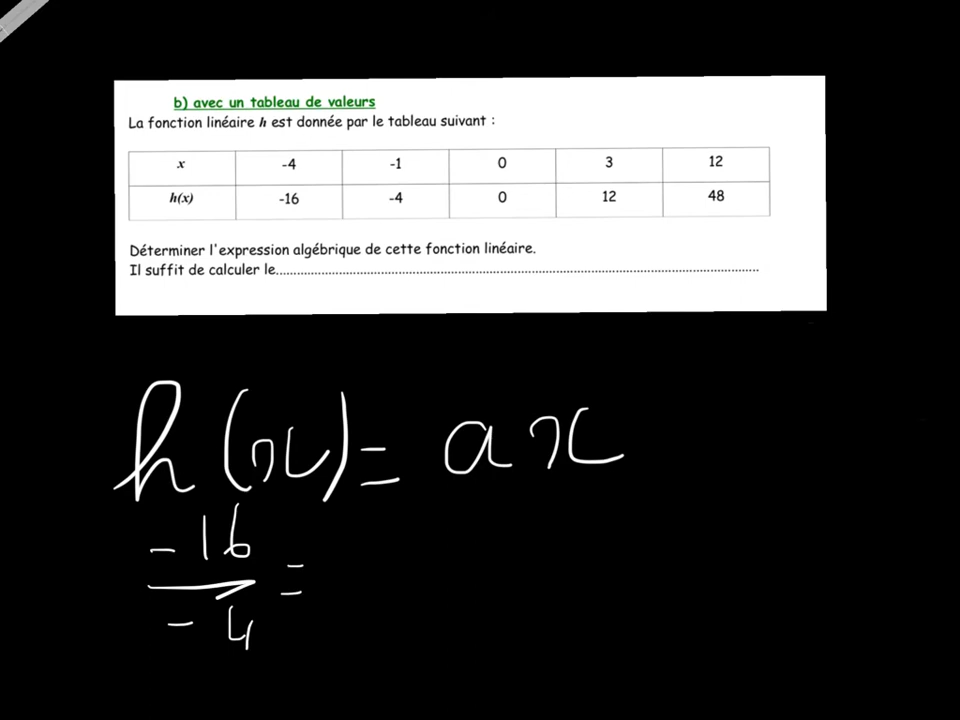 b) avec un tableau de valeurs
La fonction linéaire h est donnée par le tableau suivant :
x -4 -1 0 3 12
h(x) -16 -4 0 12 48
Déterminer l'expression algébrique de cette fonction linéaire.
Il suffit de calculer le....................................................................................................
h(x) = ax
-16
=
-4